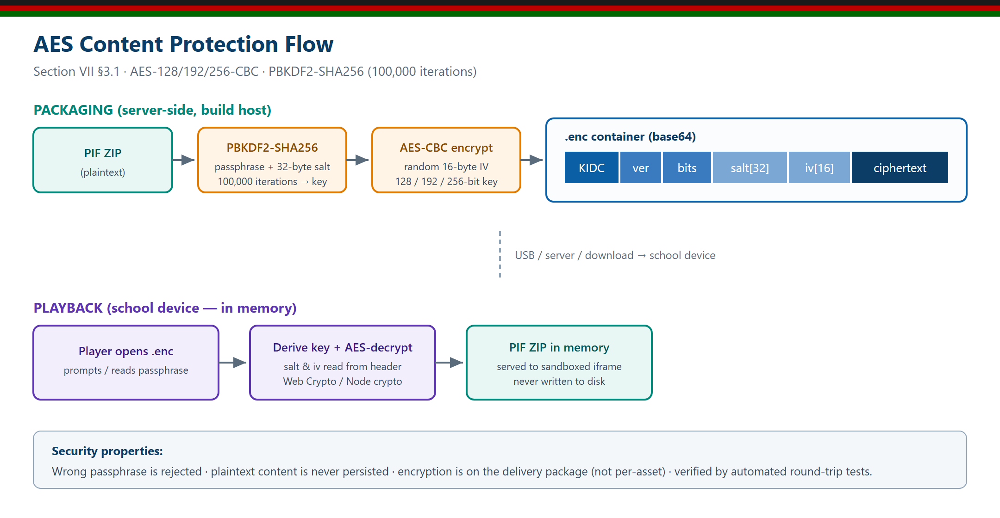 AES Content Protection Flow
Section VII §3.1 · AES-128/192/256-CBC · PBKDF2-SHA256 (100,000 iterations)
PACKAGING (server-side, build host)
PIF ZIP
(plaintext)
PBKDF2-SHA256
passphrase + 32-byte salt
100,000 iterations → key
AES-CBC encrypt
random 16-byte IV
128 / 192 / 256-bit key
.enc container (base64)
KIDC
ver
bits
salt[32]
iv[16]
ciphertext
USB / server / download → school device
PLAYBACK (school device — in memory)
Player opens .enc
prompts / reads passphrase
Derive key + AES-decrypt
salt & iv read from header
Web Crypto / Node crypto
PIF ZIP in memory
served to sandboxed iframe
never written to disk
Security properties:
Wrong passphrase is rejected · plaintext content is never persisted · encryption is on the delivery package (not per-asset) · verified by automated round-trip tests.